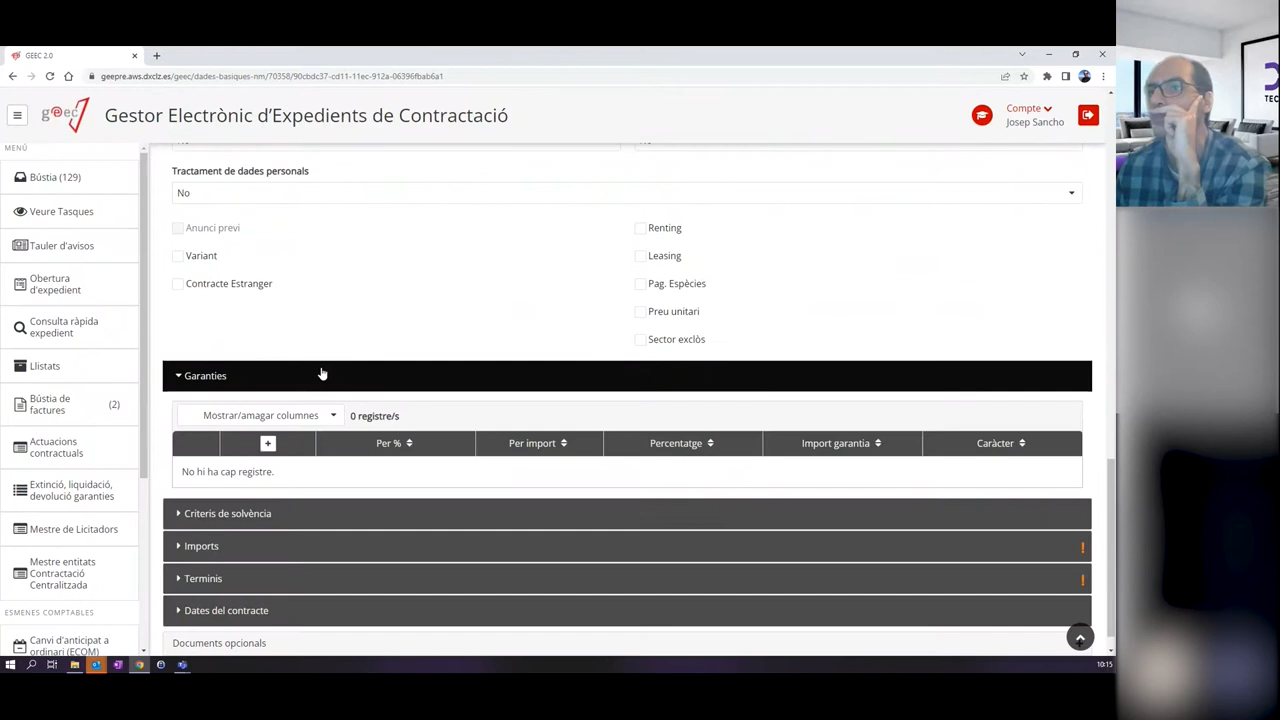 GEEC 2.0
geepre.aws.dxclz.es/geec/dades-basiques-nm/70358/90cbdc37-cd11-11ec-912a-06396fbab6a1
geec
Gestor Electrònic d'Expedients de Contractació
Compte
Josep Sancho
MENÚ
Bústia (129)
Veure Tasques
Tauler d'avisos
Obertura
d'expedient
Consulta ràpida
expedient
Llistats
Bústia de
factures
(2)
Actuacions
contractuals
Extinció, liquidació,
devolució garanties
Mestre de Licitadors
Mestre entitats
Contractació
Centralitzada
ESMENES COMPTABLES
Canvi d'anticipat a
ordinari (ECOM)
Tractament de dades personals
No
Anunci previ
Variant
Contracte Estranger
Renting
Leasing
Pag. Espècies
Preu unitari
Sector exclòs
Garanties
Mostrar/amagar columnes
0 registre/s
+
Per %
Per import
Percentatge
Import garantia
Caràcter
No hi ha cap registre.
Criteris de solvència
Imports
!
Terminis
!
Dates del contracte
Documents opcionals
10:15